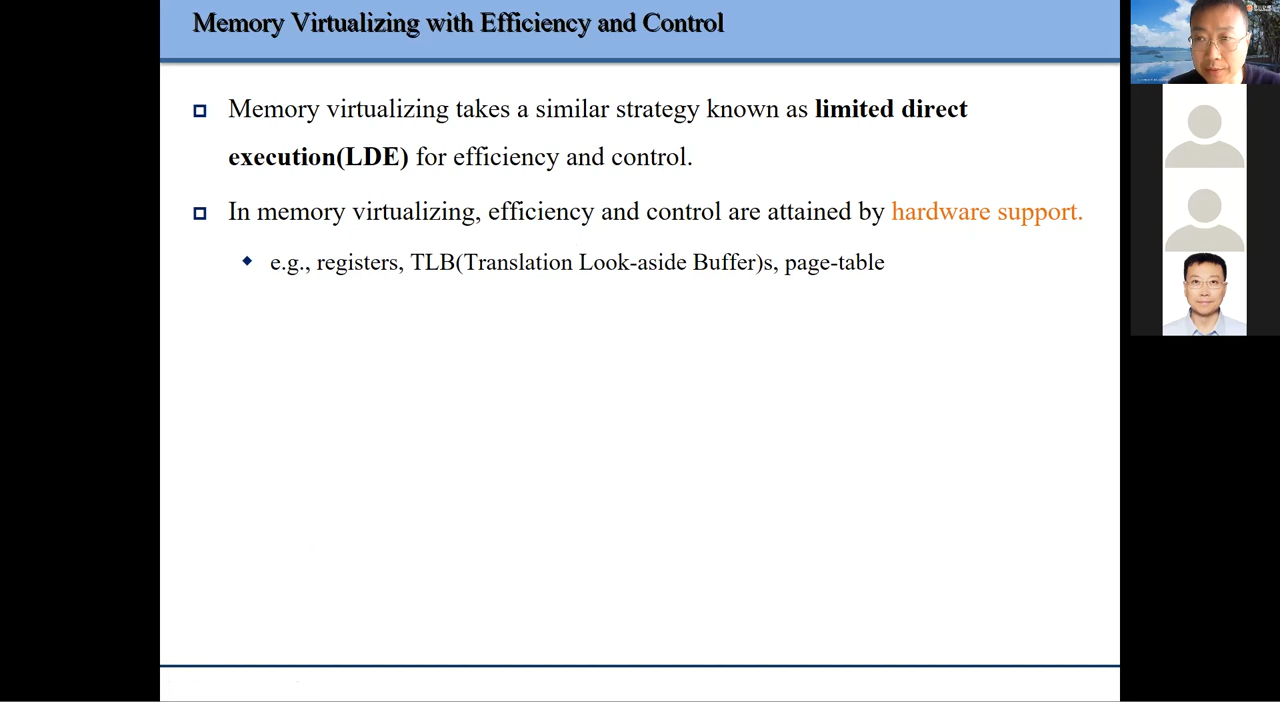 Memory Virtualizing with Efficiency and Control
Memory virtualizing takes a similar strategy known as limited direct
execution(LDE) for efficiency and control.
In memory virtualizing, efficiency and control are attained by hardware support.
e.g., registers, TLB(Translation Look-aside Buffer)s, page-table